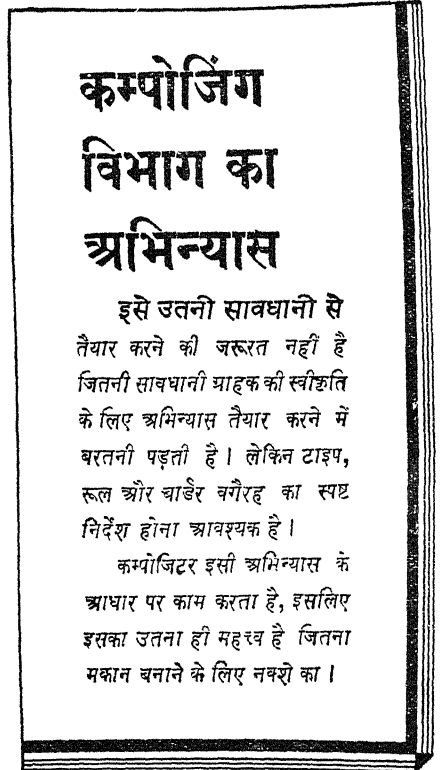 कम्पोजिंग
विभाग का
अभिन्यास
इसे उतनी सावधानी से
तैयार करने की जरूरत नहीं है
जितनी सावधानी ग्राहक की स्वीकृति
के लिए अभिन्यास तैयार करने में
बरतनी पड़ती है। लेकिन टाइप,
रूल और बार्डर वगैरह का स्पष्ट
निर्देश होना आवश्यक है।
कम्पोजिटर इसी अभिन्यास के
आधार पर काम करता है, इसलिए
इसका उतना ही महत्त्व है जितना
मकान बनाने के लिए नक्शे का।